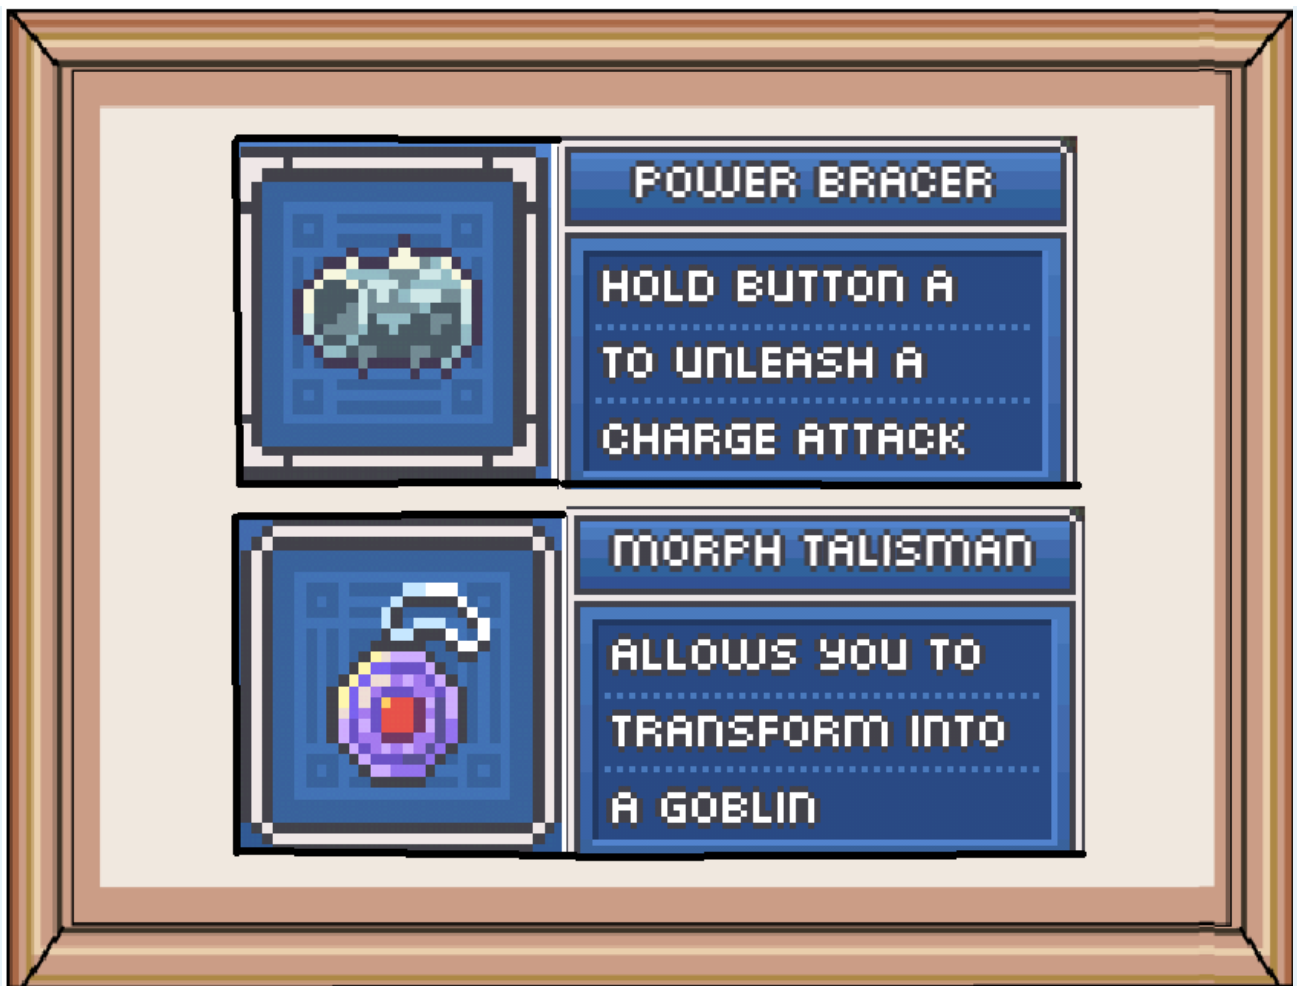 POWER BRACER
HOLD BUTTON A
TO UNLEASH A
CHARGE ATTACK
MORPH TALISMAN
ALLOWS YOU TO
TRANSFORM INTO
A GOBLIN